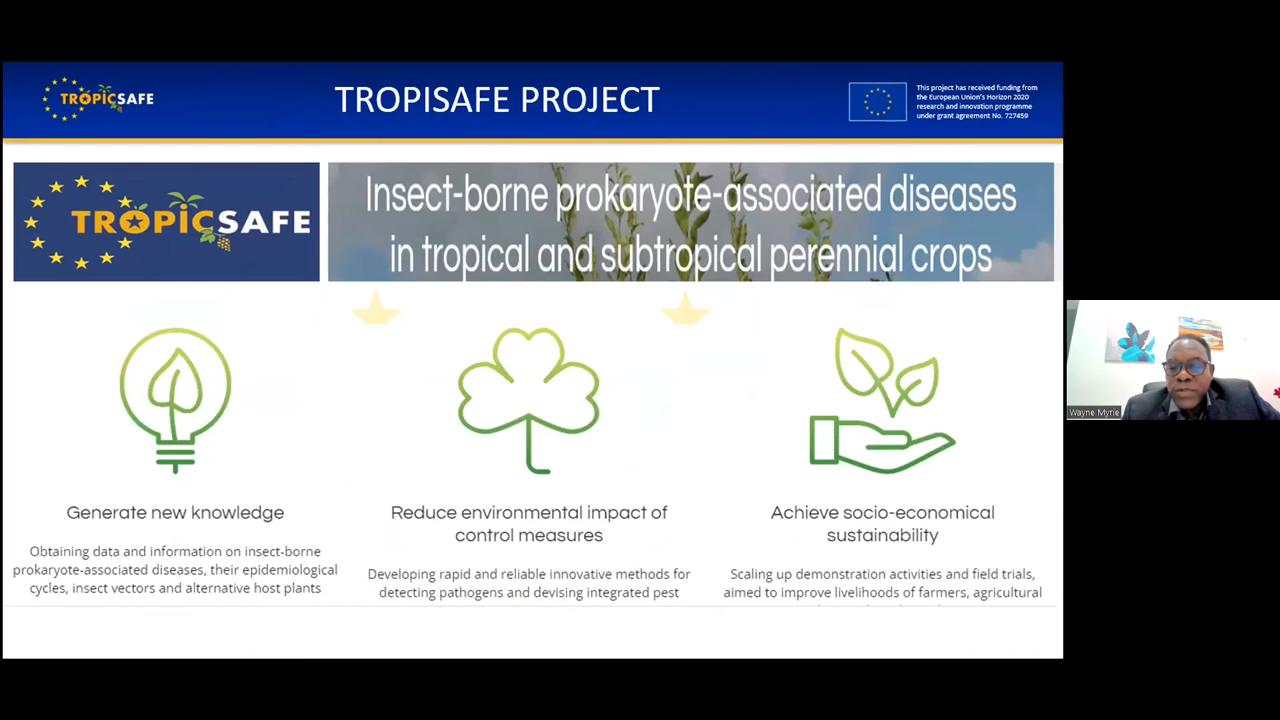 TROPICSAFE
TROPISAFE PROJECT
This project has received funding from
the European Union's Horizon 2020
research and innovation programme
under grant agreement No. 727459
TROPICSAFE
Insect-borne prokaryote-associated diseases
in tropical and subtropical perennial crops
Generate new knowledge
Obtaining data and information on insect-borne
prokaryote-associated diseases, their epidemiological
cycles, insect vectors and alternative host plants
Reduce environmental impact of
control measures
Developing rapid and reliable innovative methods for
detecting pathogens and devising integrated pest
Achieve socio-economical
sustainability
Scaling up demonstration activities and field trials,
aimed to improve livelihoods of farmers, agricultural
Wayne Myrie